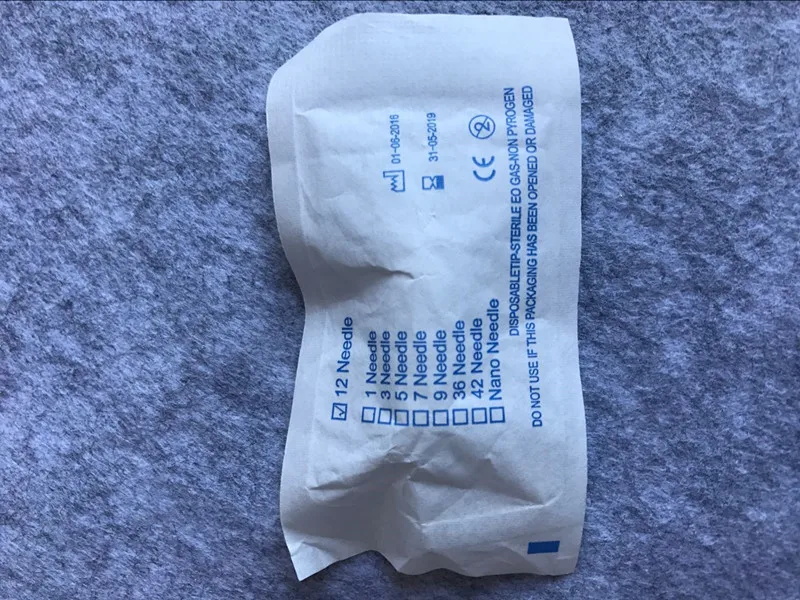 01-06-2016
31-05-2019
CE
2
12 Needle
1 Needle
3 Needle
5 Needle
7 Needle
9 Needle
36 Needle
42 Needle
Nano Needle
DISPOSABLETIP-STERILE EO GAS-NON PYROGEN
DO NOT USE IF THIS PACKAGING HAS BEEN OPENED OR DAMAGED